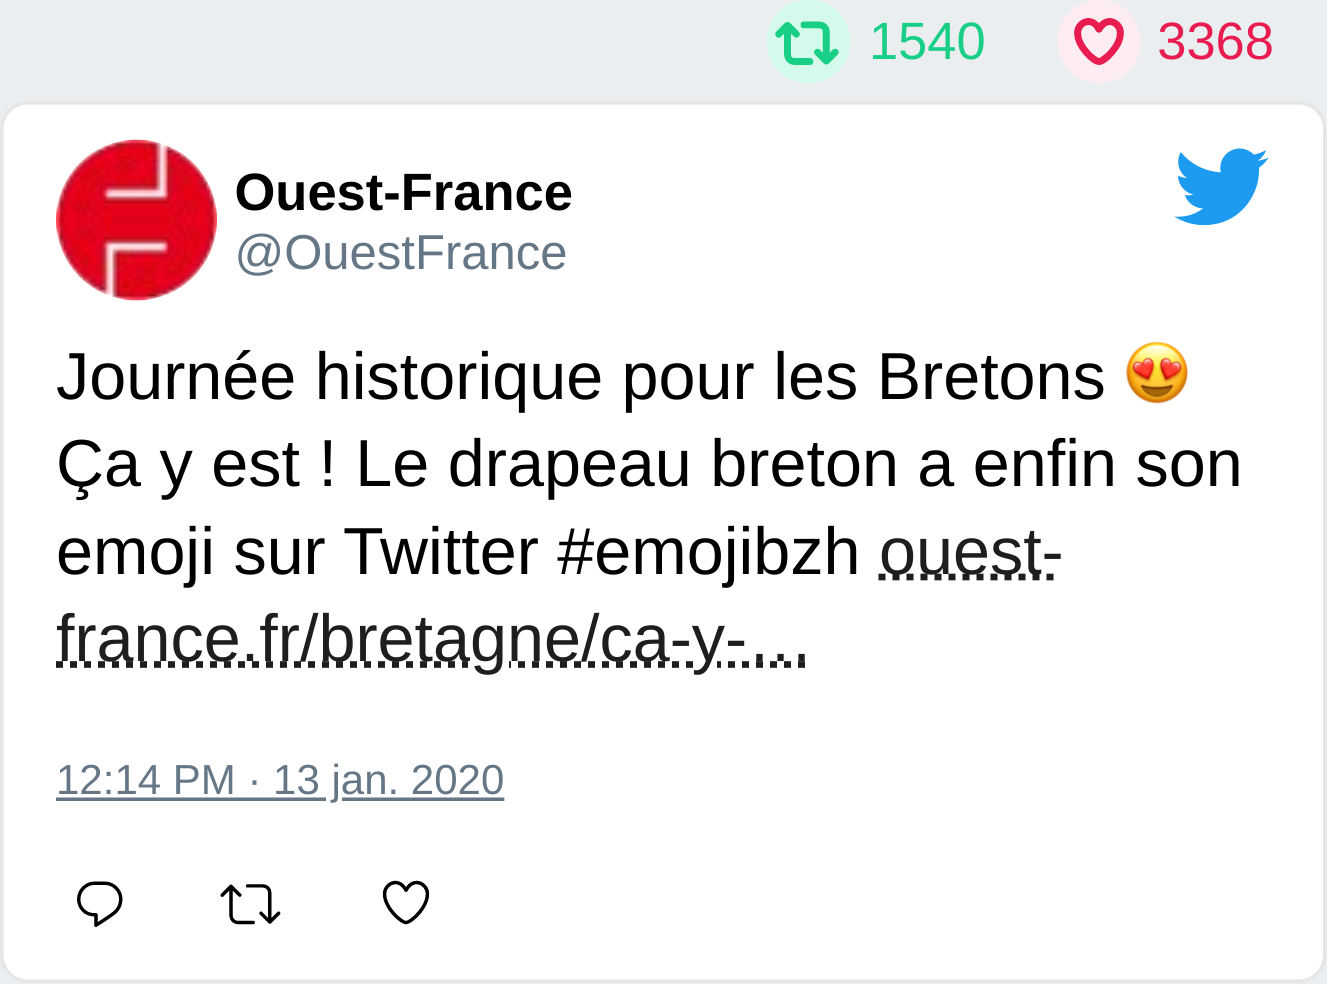 1540 3368
Ouest-France
@OuestFrance
Journée historique pour les Bretons 😍
Ça y est ! Le drapeau breton a enfin son
emoji sur Twitter #emojibzh ouest-
france.fr/bretagne/ca-y-…
12:14 PM · 13 jan. 2020